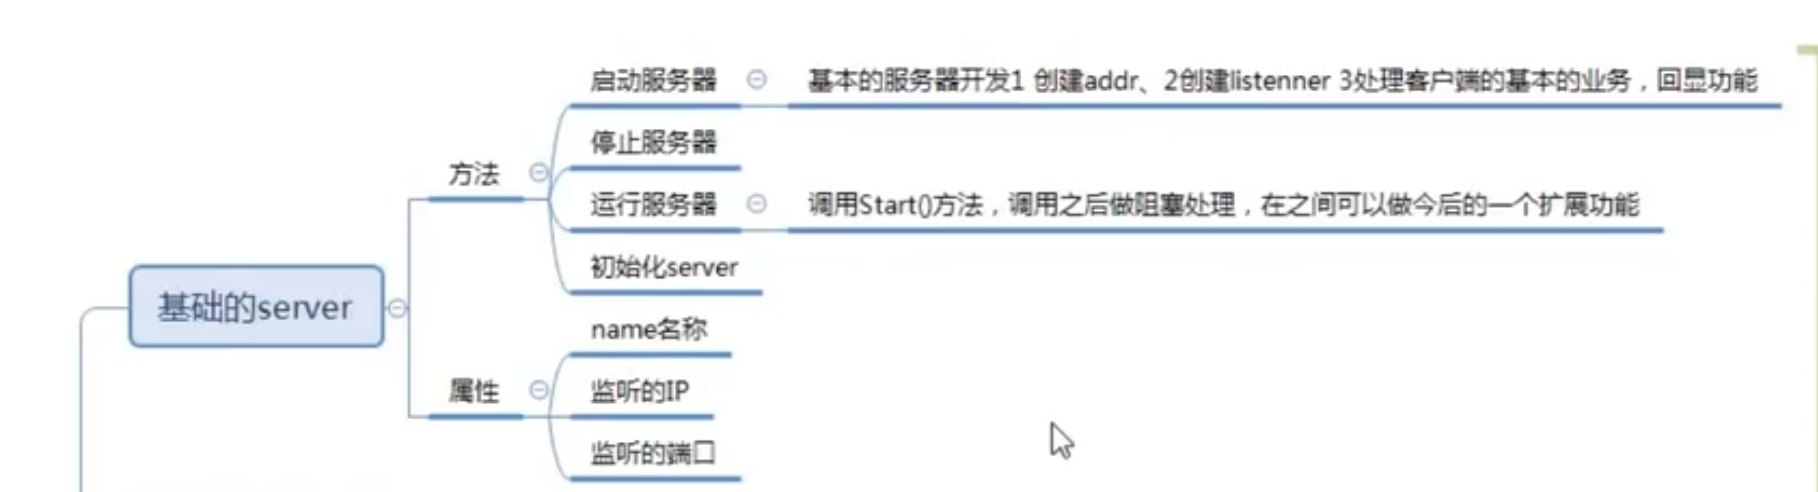 启动服务器
基本的服务器开发1 创建addr、2创建listenner 3处理客户端的基本的业务，回显功能
停止服务器
方法
运行服务器
调用Start()方法，调用之后做阻塞处理，在之间可以做今后的一个扩展功能
初始化server
基础的server
name名称
属性
监听的IP
监听的端口